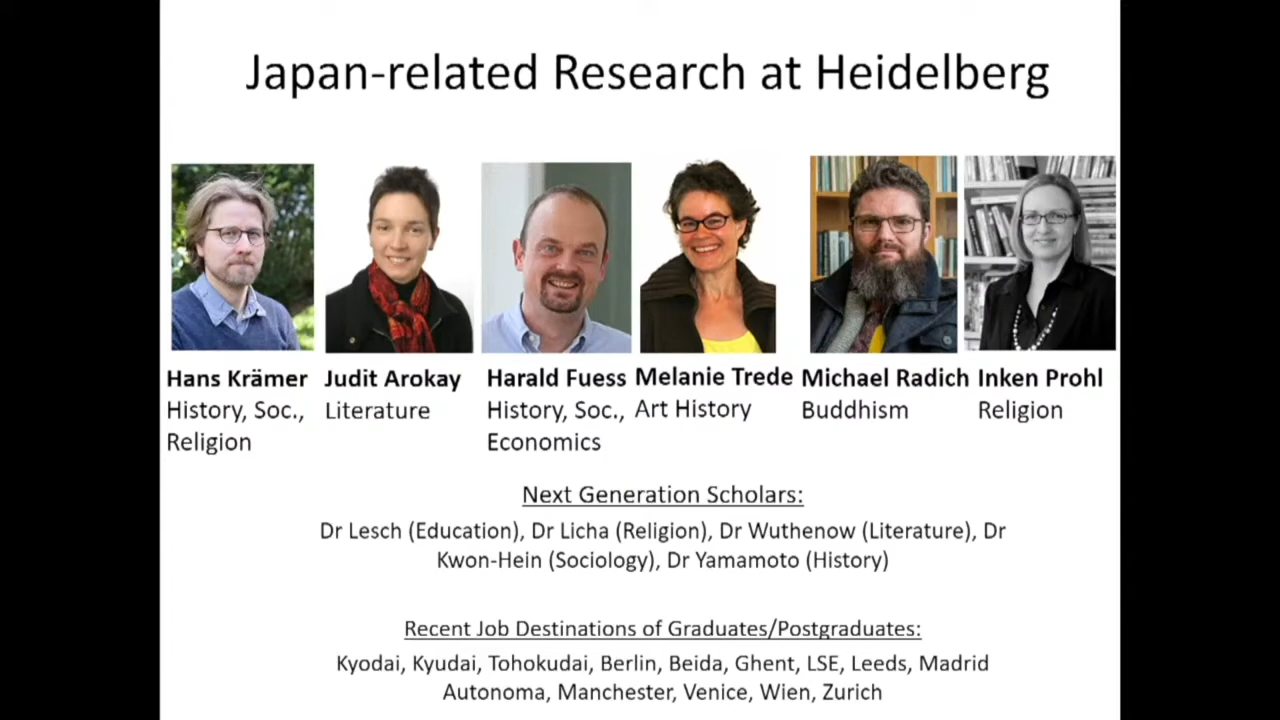 Japan-related Research at Heidelberg
Hans Krämer
History, Soc.,
Religion
Judit Arokay
Literature
Harald Fuess
History, Soc.,
Economics
Melanie Trede
Art History
Michael Radich
Buddhism
Inken Prohl
Religion
Next Generation Scholars:
Dr Lesch (Education), Dr Licha (Religion), Dr Wuthenow (Literature), Dr
Kwon-Hein (Sociology), Dr Yamamoto (History)
Recent Job Destinations of Graduates/Postgraduates:
Kyodai, Kyudai, Tohokudai, Berlin, Beida, Ghent, LSE, Leeds, Madrid
Autonoma, Manchester, Venice, Wien, Zurich